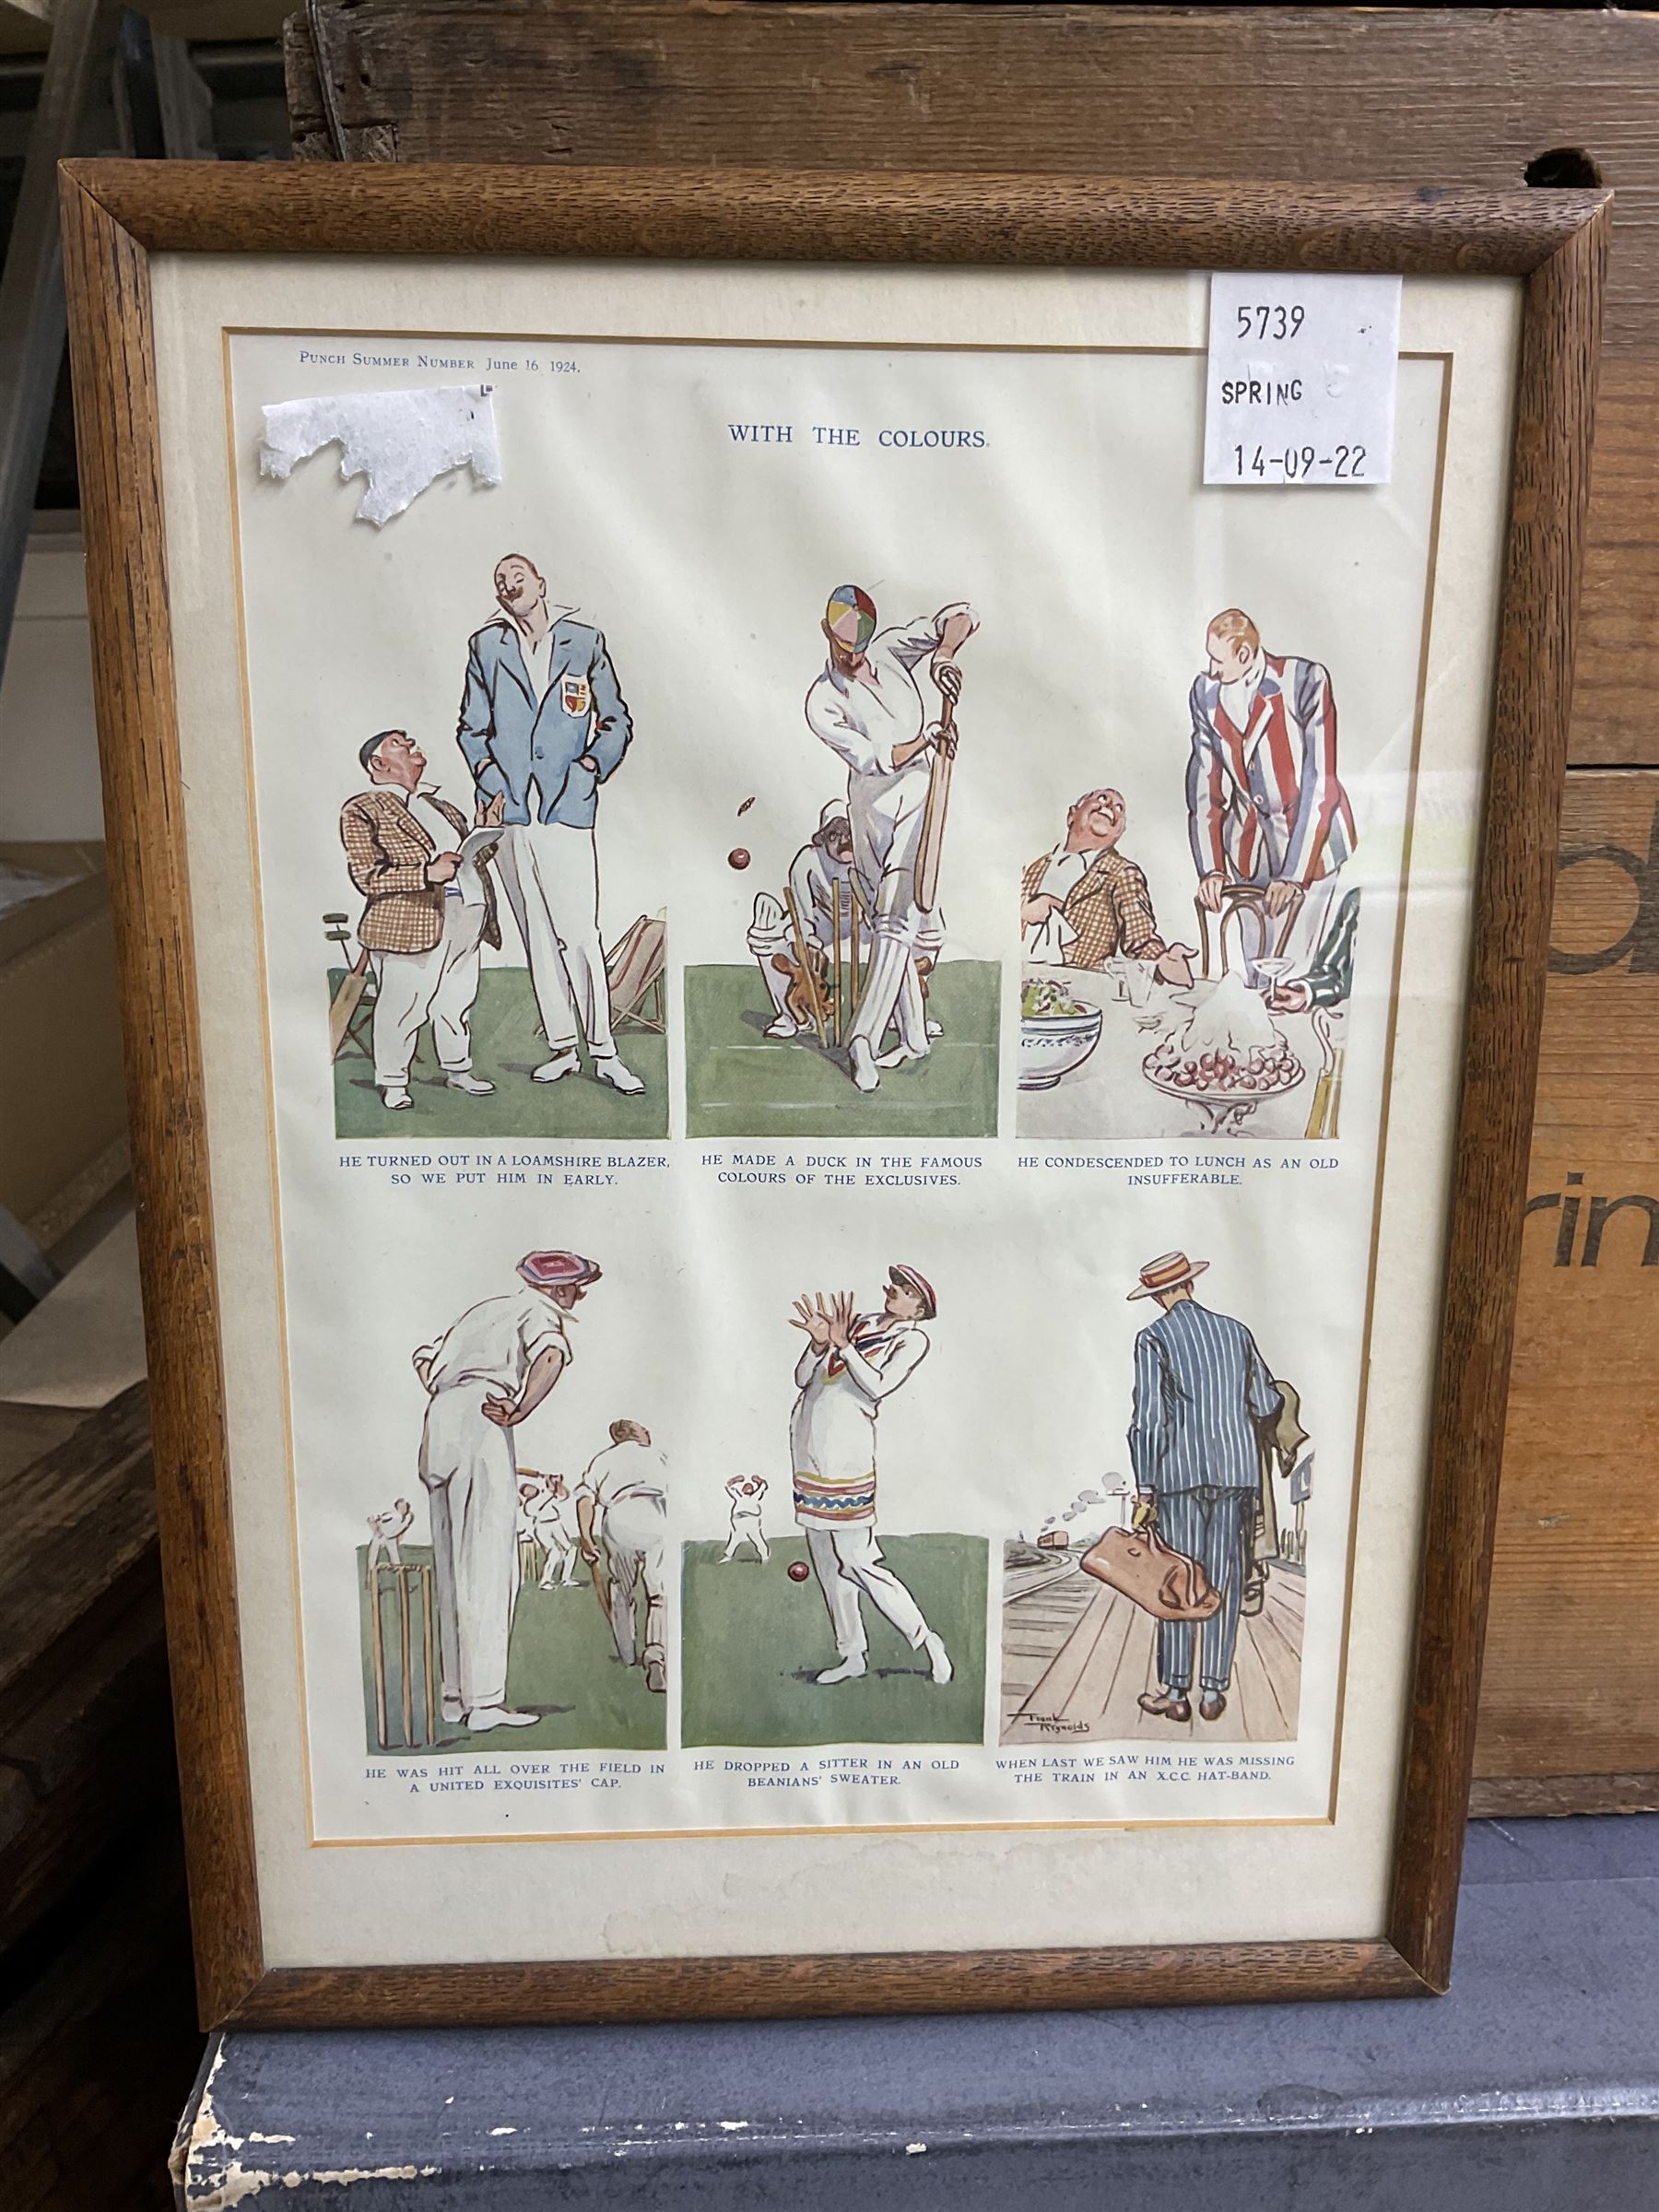 5739
SPRING
14-09-22
PUNCH SUMMER NUMBER June 16 1924.
WITH THE COLOURS.
HE TURNED OUT IN A LOAMSHIRE BLAZER,
SO WE PUT HIM IN EARLY.
HE MADE A DUCK IN THE FAMOUS
COLOURS OF THE EXCLUSIVES.
HE CONDESCENDED TO LUNCH AS AN OLD
INSUFFERABLE.
HE WAS HIT ALL OVER THE FIELD IN
A UNITED EXQUISITES' CAP.
HE DROPPED A SITTER IN AN OLD
BEANIANS' SWEATER.
Frank
Reynolds
WHEN LAST WE SAW HIM HE WAS MISSING
THE TRAIN IN AN X.C.C. HAT-BAND.